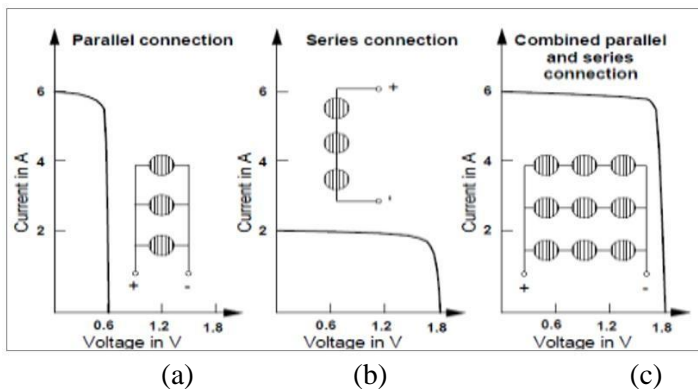 Parallel connection
6
4
2
Current in A
+ -
0.6 1.2 1.8
Voltage in V
Series connection
+
-
6
4
2
Current in A
0.6 1.2 1.8
Voltage in V
Combined parallel
and series
connection
6
4
2
Current in A
+ -
0.6 1.2 1.8
Voltage in V
(a) (b) (c)